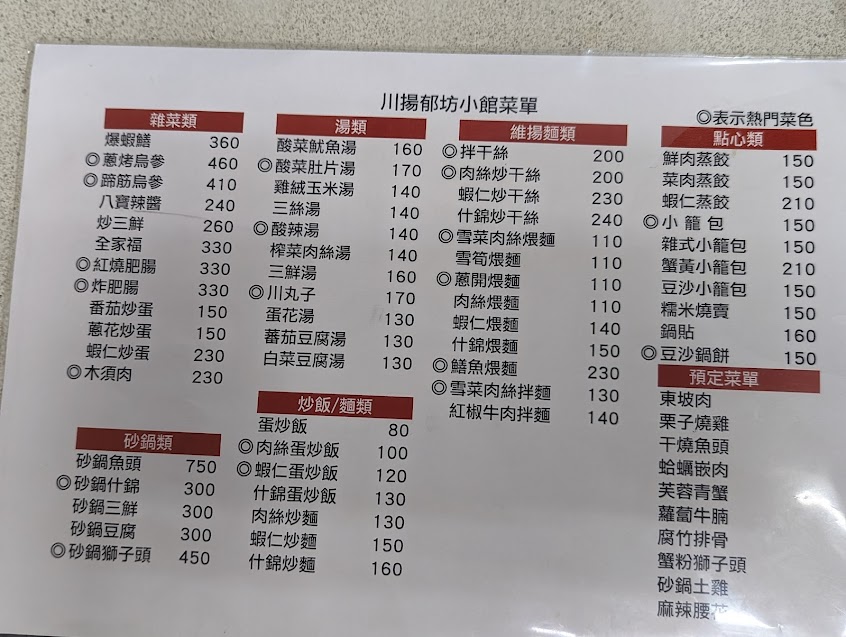 川揚郁坊小館菜單
◎表示熱門菜色
雜菜類
爆蝦鱔 360
◎蔥烤烏參 460
◎蹄筋烏參 410
八寶辣醬 240
炒三鮮 260
全家福 330
◎紅燒肥腸 330
◎炸肥腸 330
番茄炒蛋 150
蔥花炒蛋 150
蝦仁炒蛋 230
◎木須肉 230
砂鍋類
砂鍋魚頭 750
◎砂鍋什錦 300
砂鍋三鮮 300
砂鍋豆腐 300
◎砂鍋獅子頭 450
湯類
酸菜魷魚湯 160
◎酸菜肚片湯 170
雞絨玉米湯 140
三絲湯 140
◎酸辣湯 140
榨菜肉絲湯 140
三鮮湯 160
◎川丸子 170
蛋花湯 130
蕃茄豆腐湯 130
白菜豆腐湯 130
炒飯/麵類
蛋炒飯 80
◎肉絲蛋炒飯 100
◎蝦仁蛋炒飯 120
什錦蛋炒飯 130
肉絲炒麵 130
蝦仁炒麵 150
什錦炒麵 160
維揚麵類
◎拌干絲 200
◎肉絲炒干絲 200
蝦仁炒干絲 230
什錦炒干絲 240
◎雪菜肉絲煨麵 110
雪筍煨麵 110
◎蔥開煨麵 110
肉絲煨麵 110
蝦仁煨麵 140
什錦煨麵 150
◎鱔魚煨麵 230
◎雪菜肉絲拌麵 130
紅椒牛肉拌麵 140
點心類
鮮肉蒸餃 150
菜肉蒸餃 150
蝦仁蒸餃 210
◎小籠包 150
雜式小籠包 150
蟹黃小籠包 210
豆沙小籠包 150
糯米燒賣 150
鍋貼 160
◎豆沙鍋餅 150
預定菜單
東坡肉
栗子燒雞
干燒魚頭
蛤蠣嵌肉
芙蓉青蟹
蘿蔔牛腩
腐竹排骨
蟹粉獅子頭
砂鍋土雞
麻辣腰花